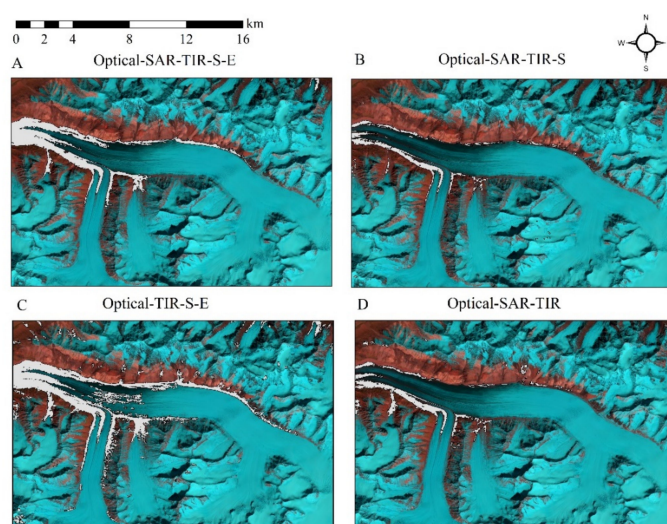 0 2 4 8 12 16 km
N
W
S
A Optical-SAR-TIR-S-E
B Optical-SAR-TIR-S
C Optical-TIR-S-E
D Optical-SAR-TIR